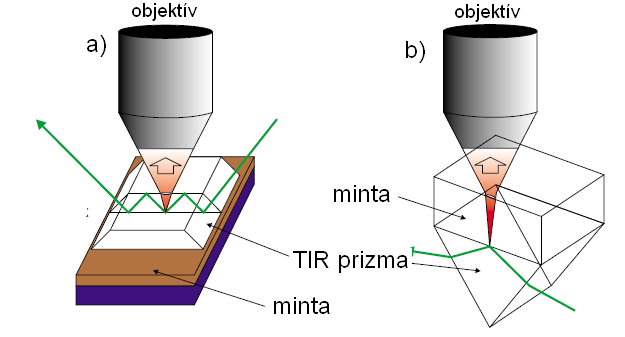 objektív
a)
objektív
b)
minta
TIR prizma
minta